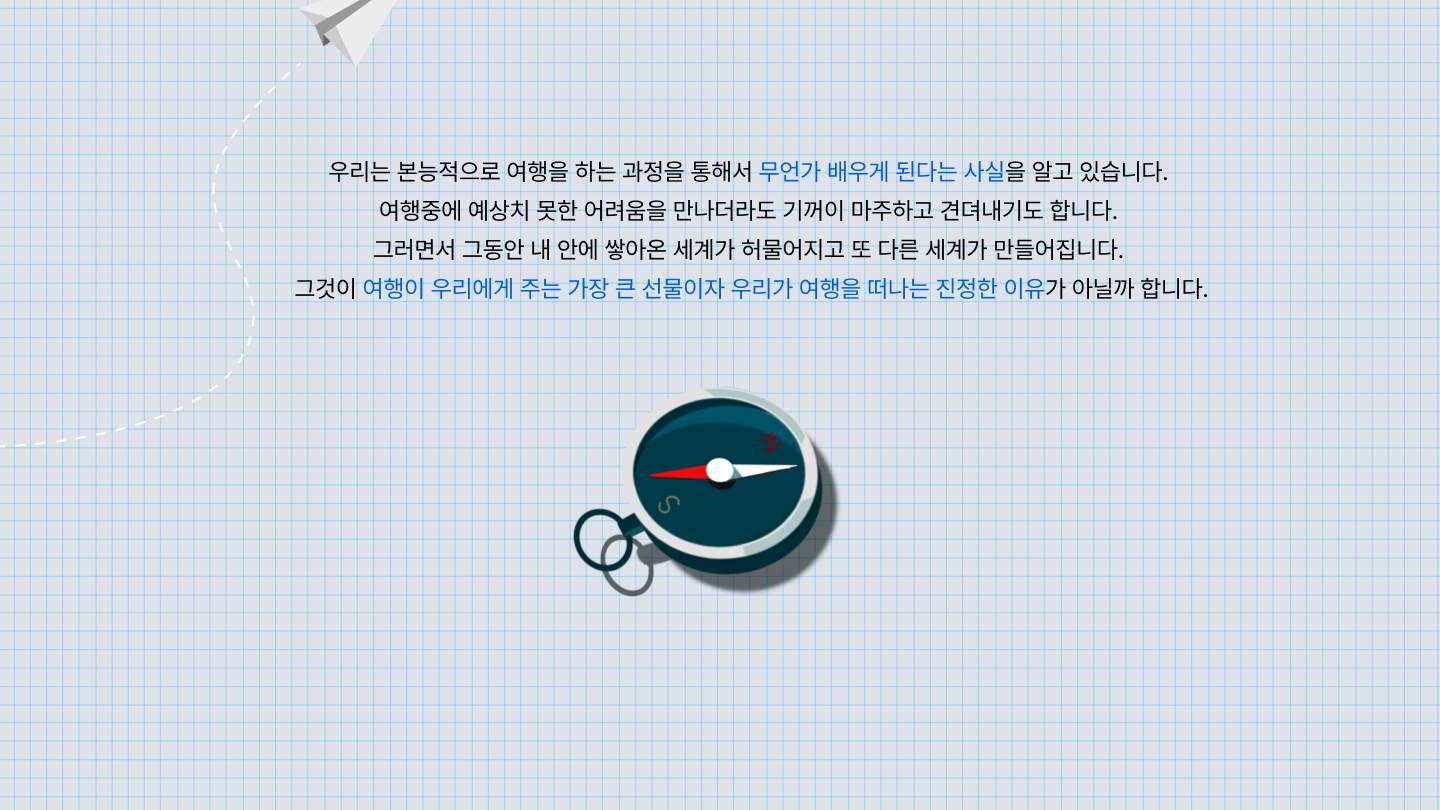 우리는 본능적으로 여행을 하는 과정을 통해서 무언가 배우게 된다는 사실을 알고 있습니다.
여행중에 예상치 못한 어려움을 만나더라도 기꺼이 마주하고 견뎌내기도 합니다.
그러면서 그동안 내 안에 쌓아온 세계가 허물어지고 또 다른 세계가 만들어집니다.
그것이 여행이 우리에게 주는 가장 큰 선물이자 우리가 여행을 떠나는 진정한 이유가 아닐까 합니다.
N
S